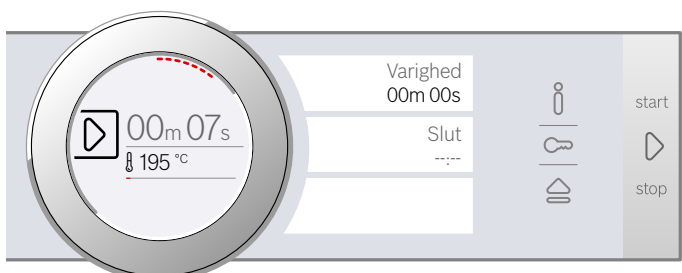 00m 07s
195 °C
Varighed
00m 00s
Slut
--:--
start
stop